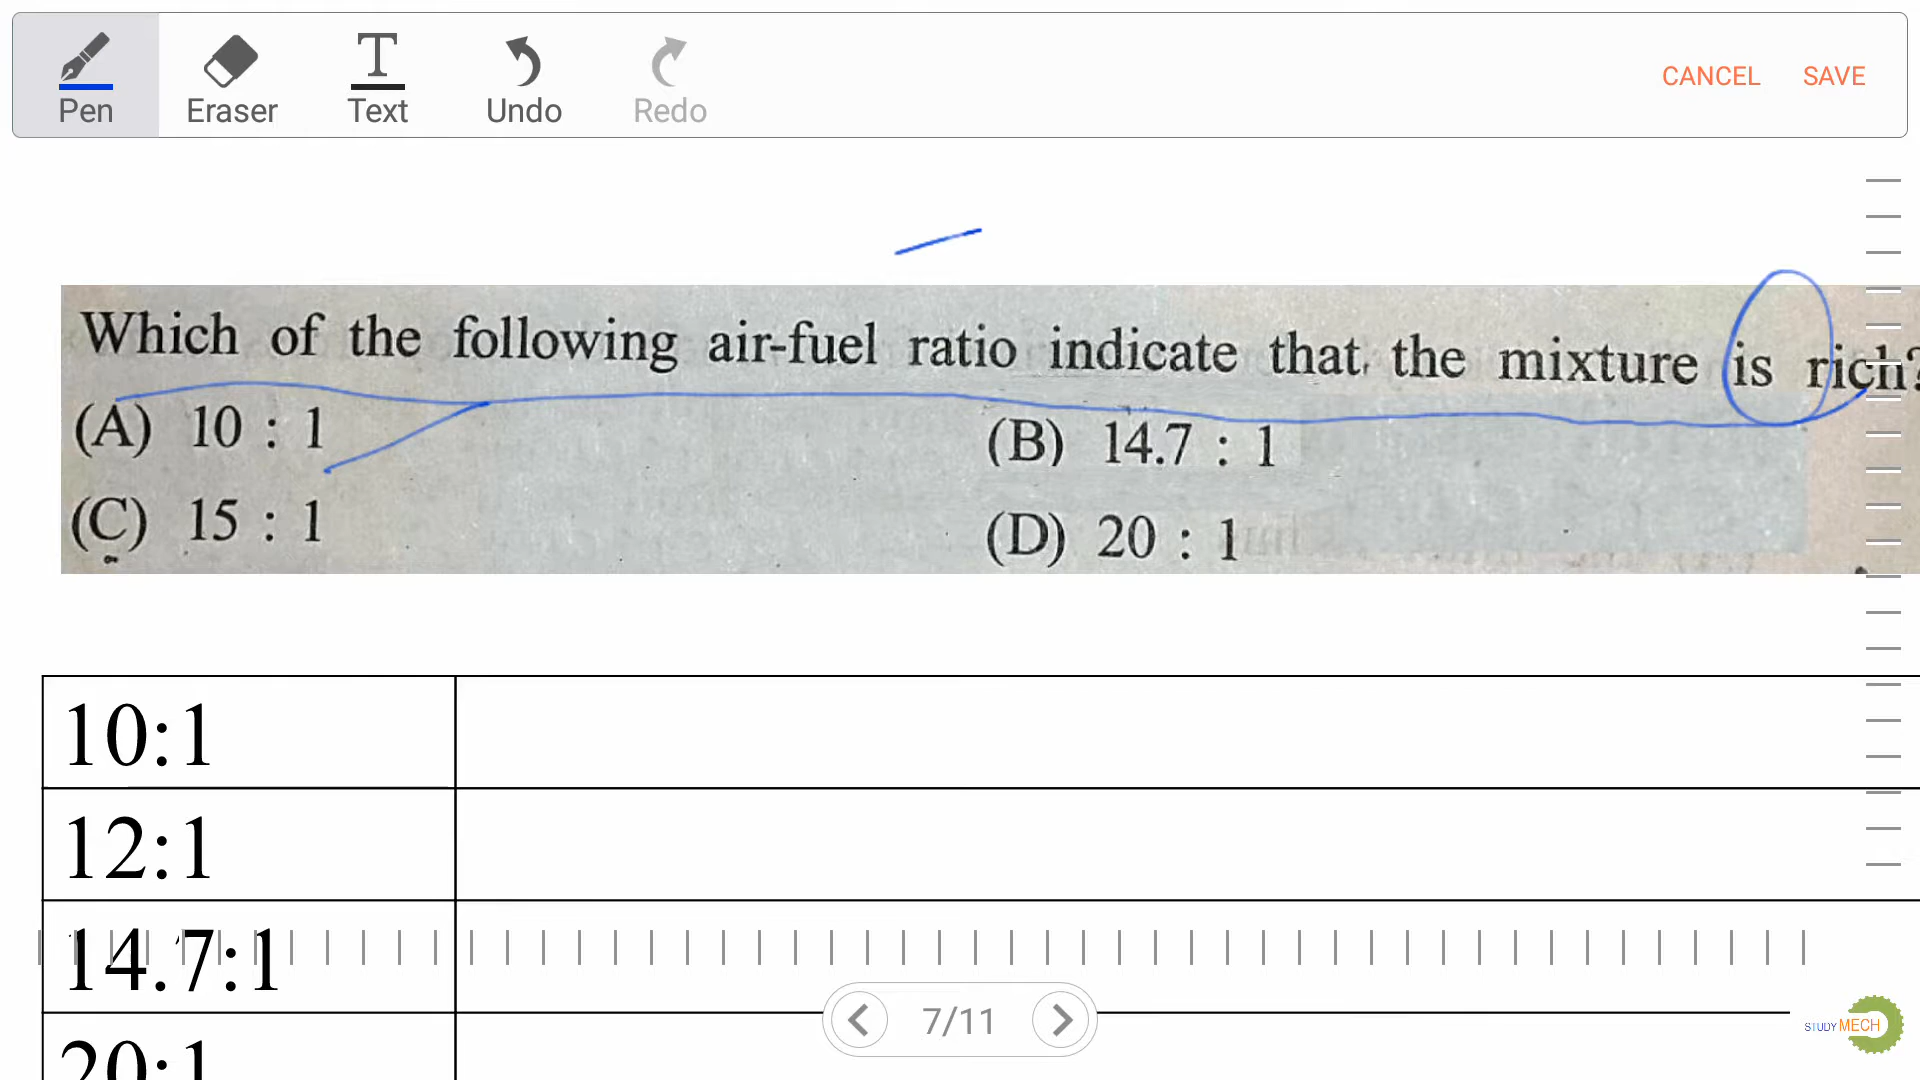 Pen
Eraser
Text
Undo
Redo
CANCEL
SAVE
Which of the following air-fuel ratio indicate that the mixture is rich?
(A) 10 : 1
(B) 14.7 : 1
(C) 15 : 1
(D) 20 : 1
10:1
12:1
14.7:1
20:1
7/11
STUDY MECH